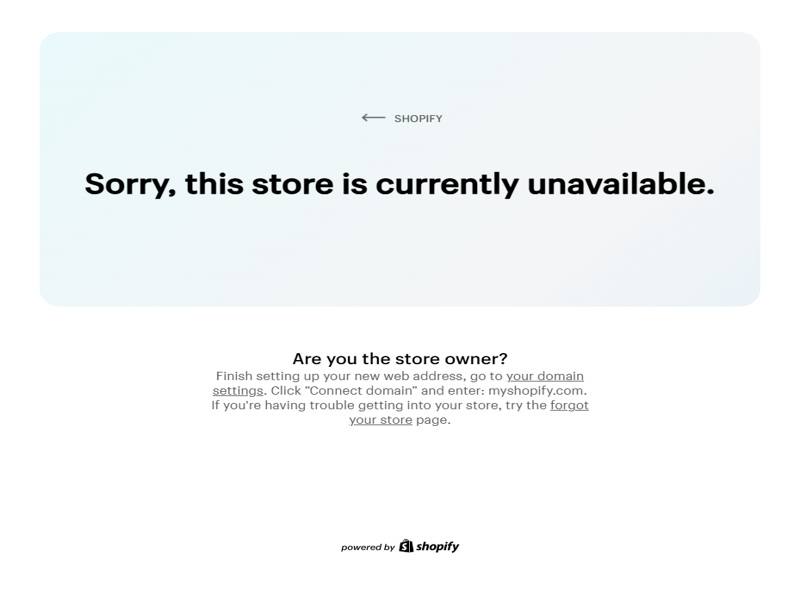 SHOPIFY
Sorry, this store is currently unavailable.
Are you the store owner?
Finish setting up your new web address, go to your domain
settings. Click "Connect domain" and enter: myshopify.com.
If you're having trouble getting into your store, try the forgot
your store page.
powered by shopify